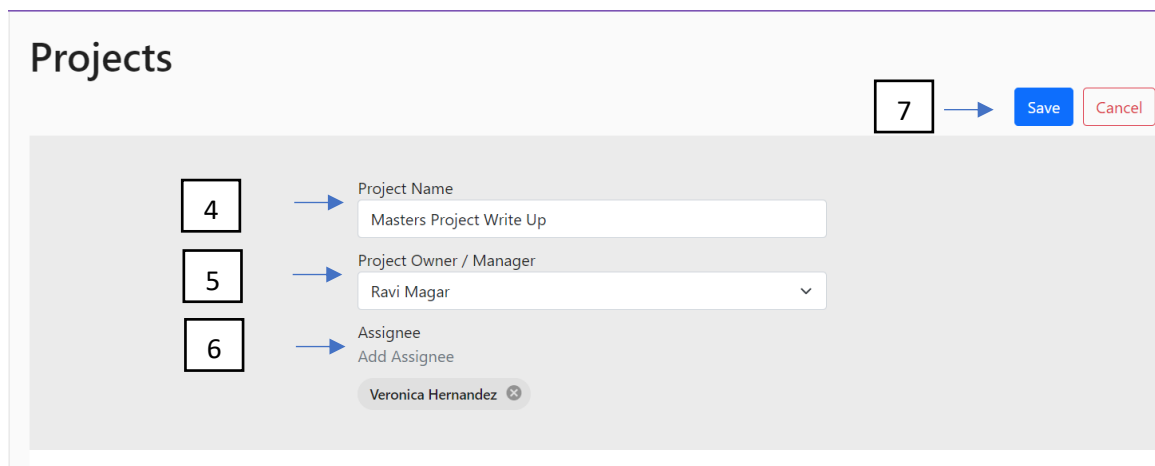 Projects
7
Save
Cancel
4
Project Name
Masters Project Write Up
5
Project Owner / Manager
Ravi Magar
6
Assignee
Add Assignee
Veronica Hernandez